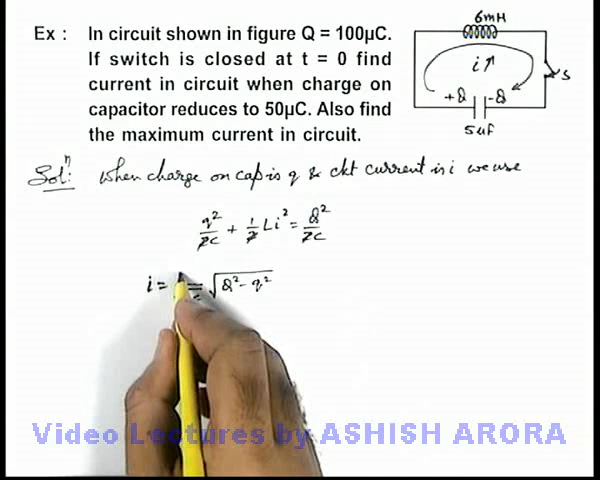 Ex : In circuit shown in figure Q = 100µC.
If switch is closed at t = 0 find
current in circuit when charge on
capacitor reduces to 50µC. Also find
the maximum current in circuit.
6mH
i
S
+Q -Q
5µf
Solⁿ: When charge on cap is q & ckt current is i we use
q²/2C + 1/2 Li² = Q²/2C
i = √Q² - q²
Video Lectures by ASHISH ARORA